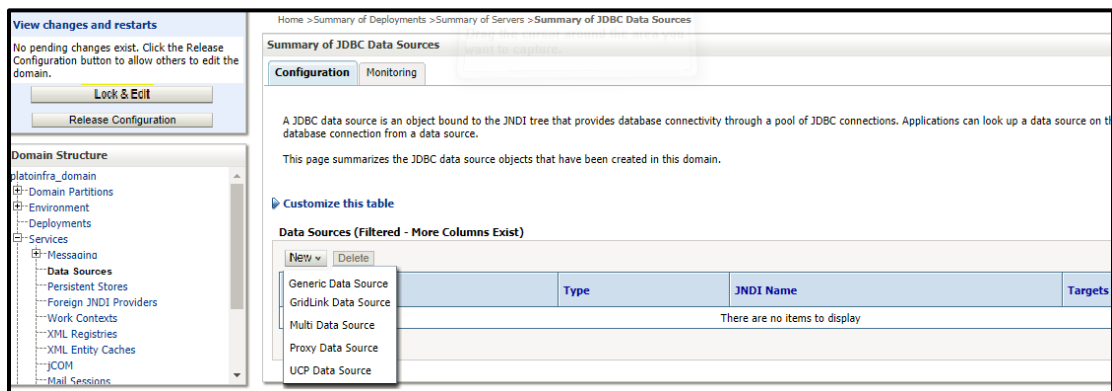 View changes and restarts
No pending changes exist. Click the Release
Configuration button to allow others to edit the
domain.
Lock & Edit
Release Configuration
Domain Structure
platoinfra_domain
Domain Partitions
Environment
Deployments
Services
Messaging
Data Sources
Persistent Stores
Foreign JNDI Providers
Work Contexts
XML Registries
XML Entity Caches
jCOM
Mail Sessions
Home >Summary of Deployments >Summary of Servers >Summary of JDBC Data Sources
Drag the cursor around the area you
want to capture.
Summary of JDBC Data Sources
Configuration Monitoring
A JDBC data source is an object bound to the JNDI tree that provides database connectivity through a pool of JDBC connections. Applications can look up a data source on th
database connection from a data source.
This page summarizes the JDBC data source objects that have been created in this domain.
Customize this table
Data Sources (Filtered - More Columns Exist)
New Delete
Generic Data Source
GridLink Data Source
Multi Data Source
Proxy Data Source
UCP Data Source
Type JNDI Name Targets
There are no items to display